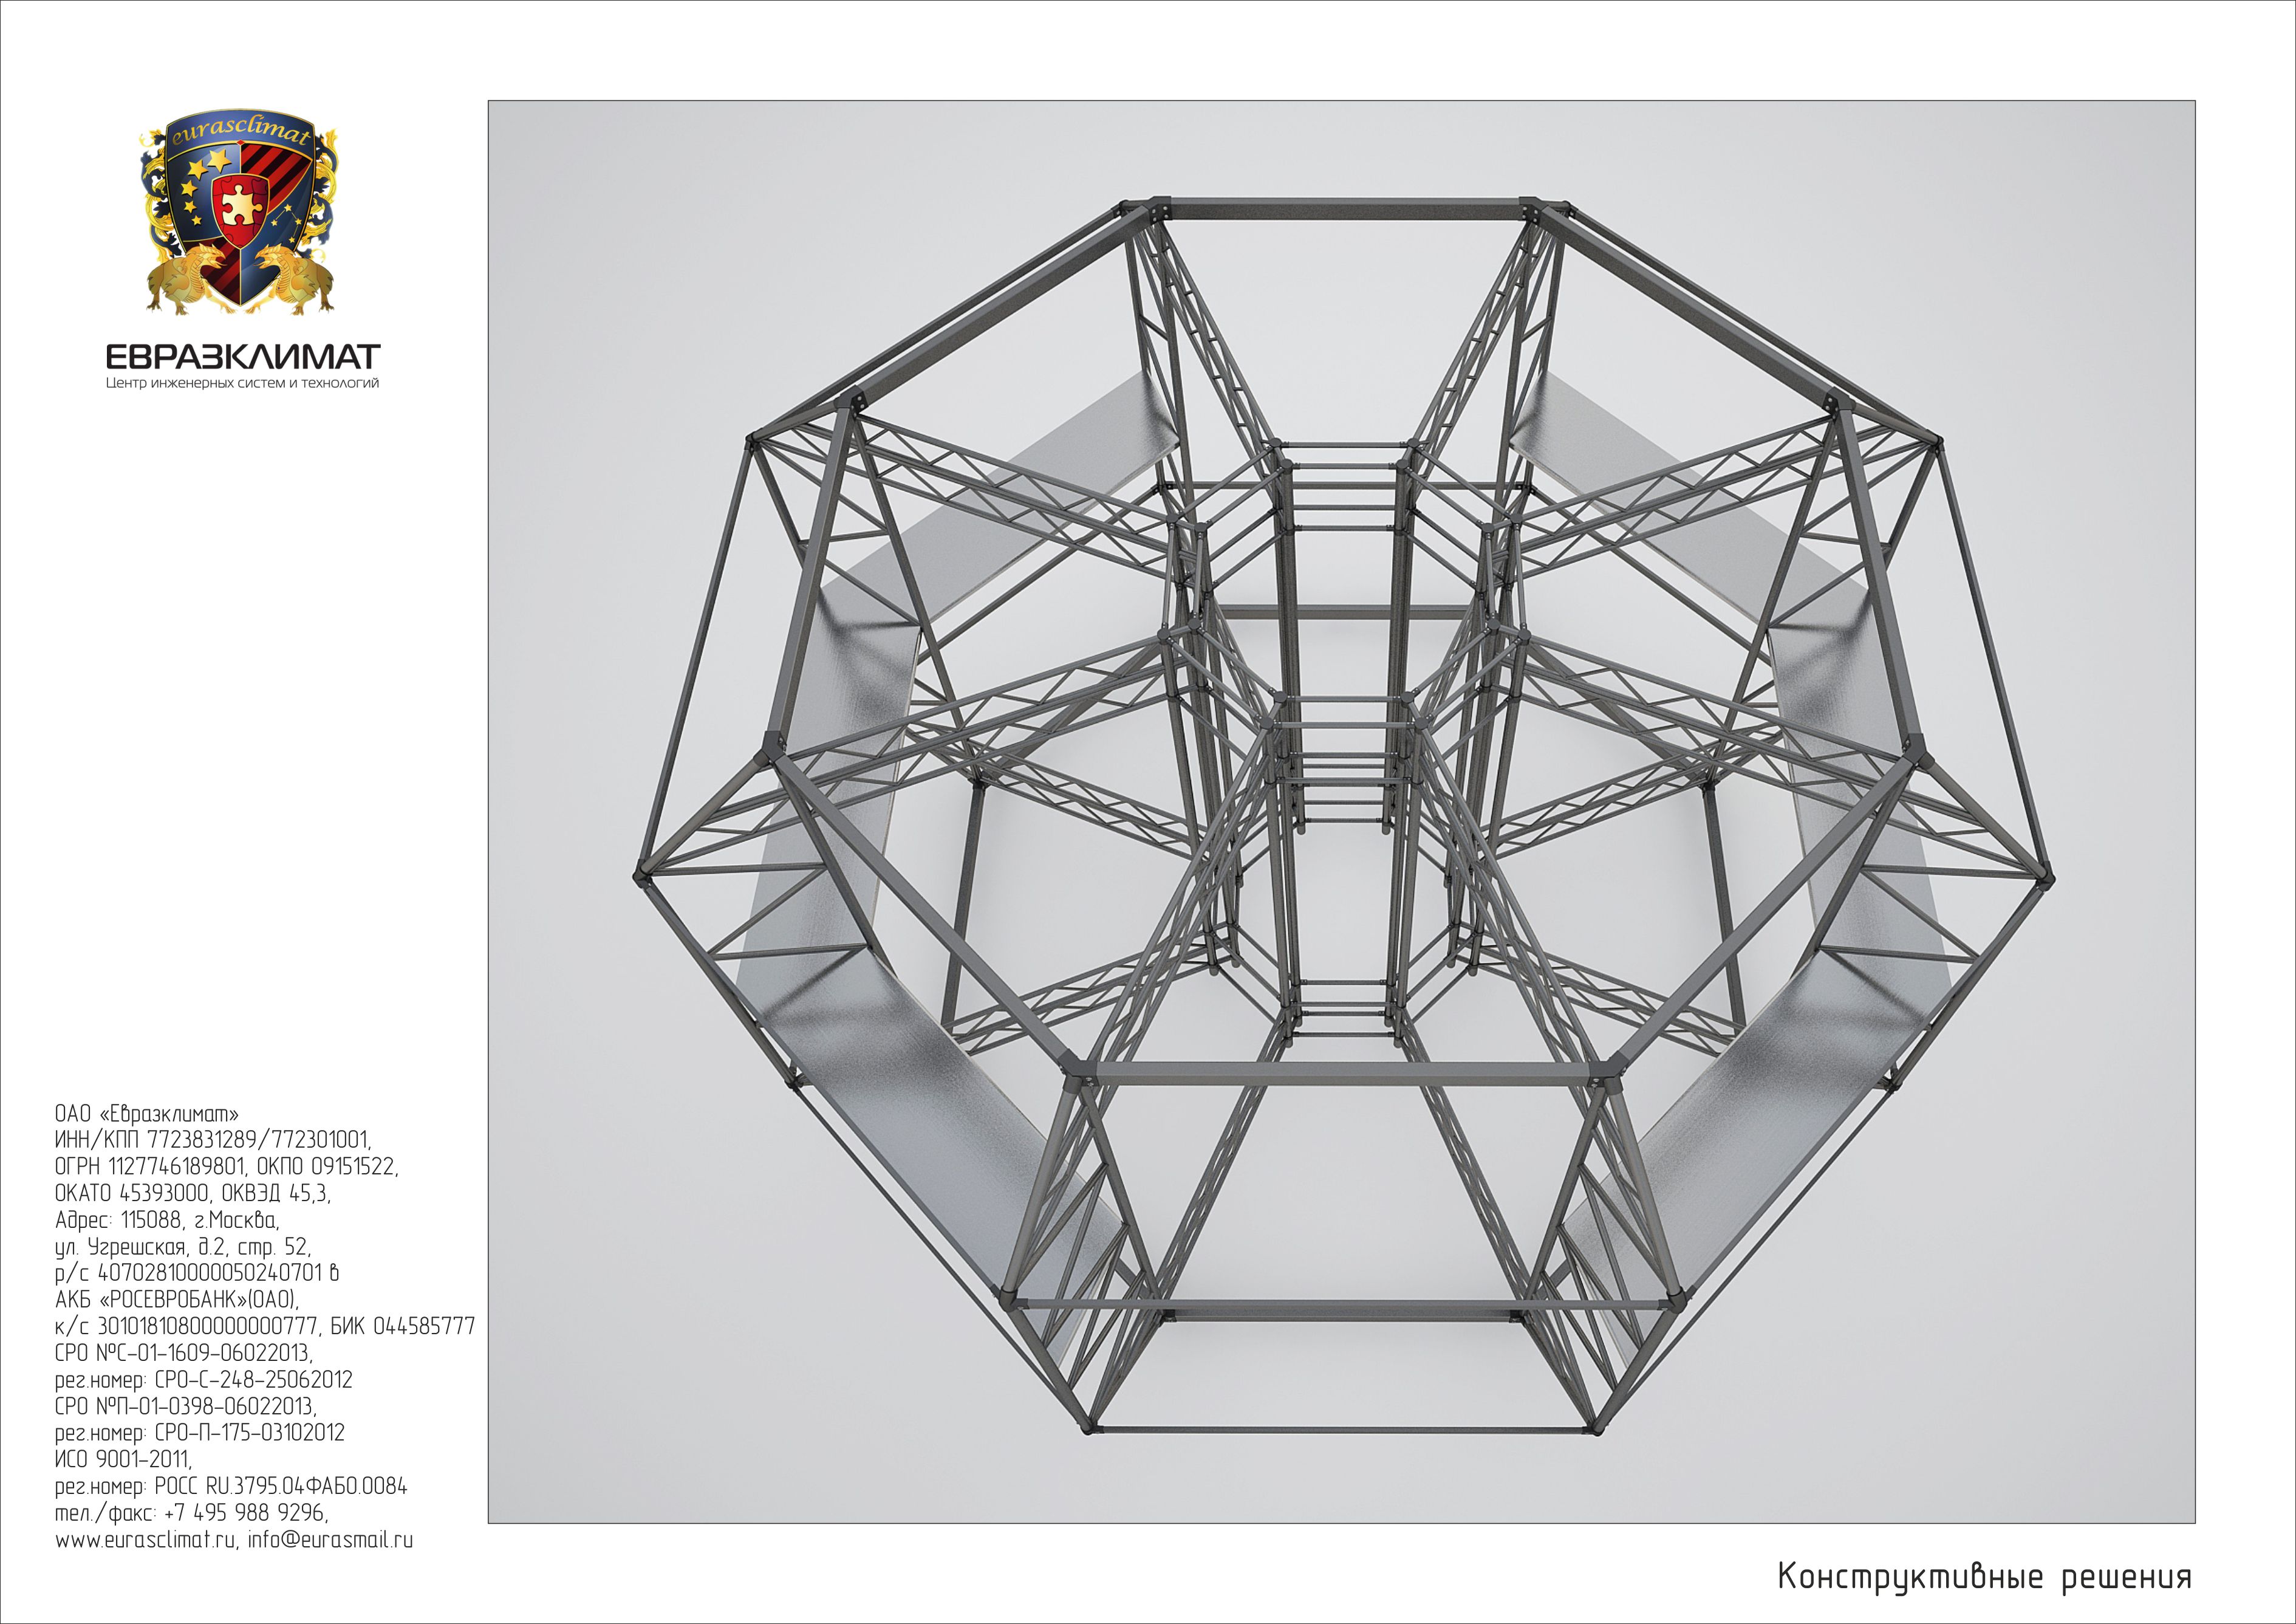 eurasclimat
ЕВРАЗКЛИМАТ
Центр инженерных систем и технологий
ОАО «Евразклимат»
ИНН/КПП 7723831289/772301001,
ОГРН 1127746189801, ОКПО 09151522,
ОКАТО 45393000, ОКВЭД 45,3,
Адрес: 115088, г.Москва,
ул. Угрешская, д.2, стр. 52,
р/с 40702810000050240701 в
АКБ «РОСЕВРОБАНК»(ОАО),
к/с 30101810800000000777, БИК 044585777
СРО №С-01-1609-06022013,
рег.номер: СРО-С-248-25062012
СРО №П-01-0398-06022013,
рег.номер: СРО-П-175-03102012
ИСО 9001-2011,
рег.номер: РОСС RU.3795.04ФАБ0.0084
тел./факс: +7 495 988 9296,
www.eurasclimat.ru, info@eurasmail.ru
Конструктивные решения